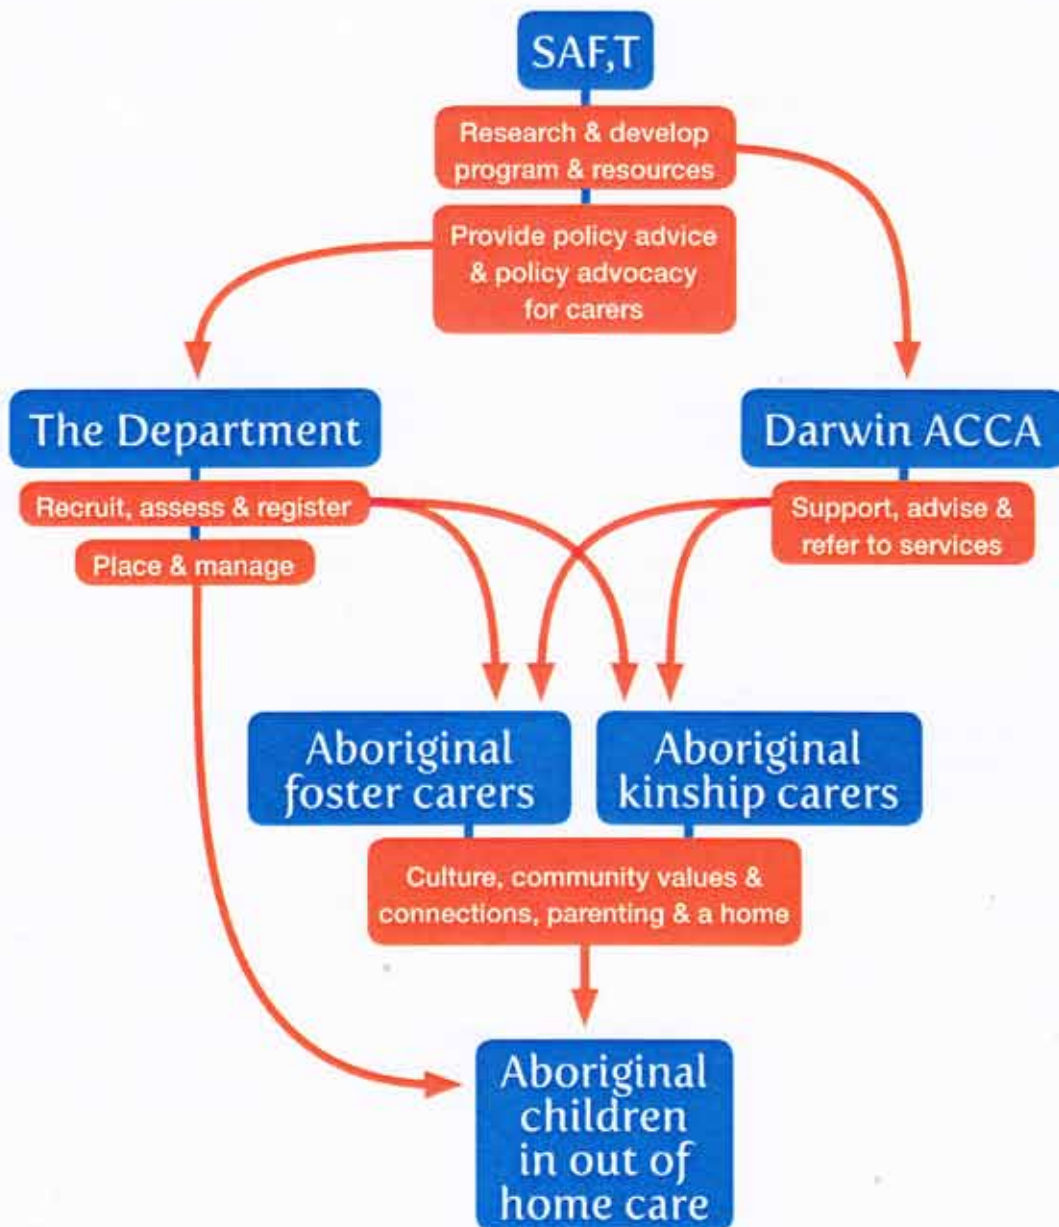 SAF,T
Research & develop
program & resources
Provide policy advice
& policy advocacy
for carers
The Department
Recruit, assess & register
Place & manage
Darwin ACCA
Support, advise &
refer to services
Aboriginal
foster carers
Aboriginal
kinship carers
Culture, community values &
connections, parenting & a home
Aboriginal
children
in out of
home care